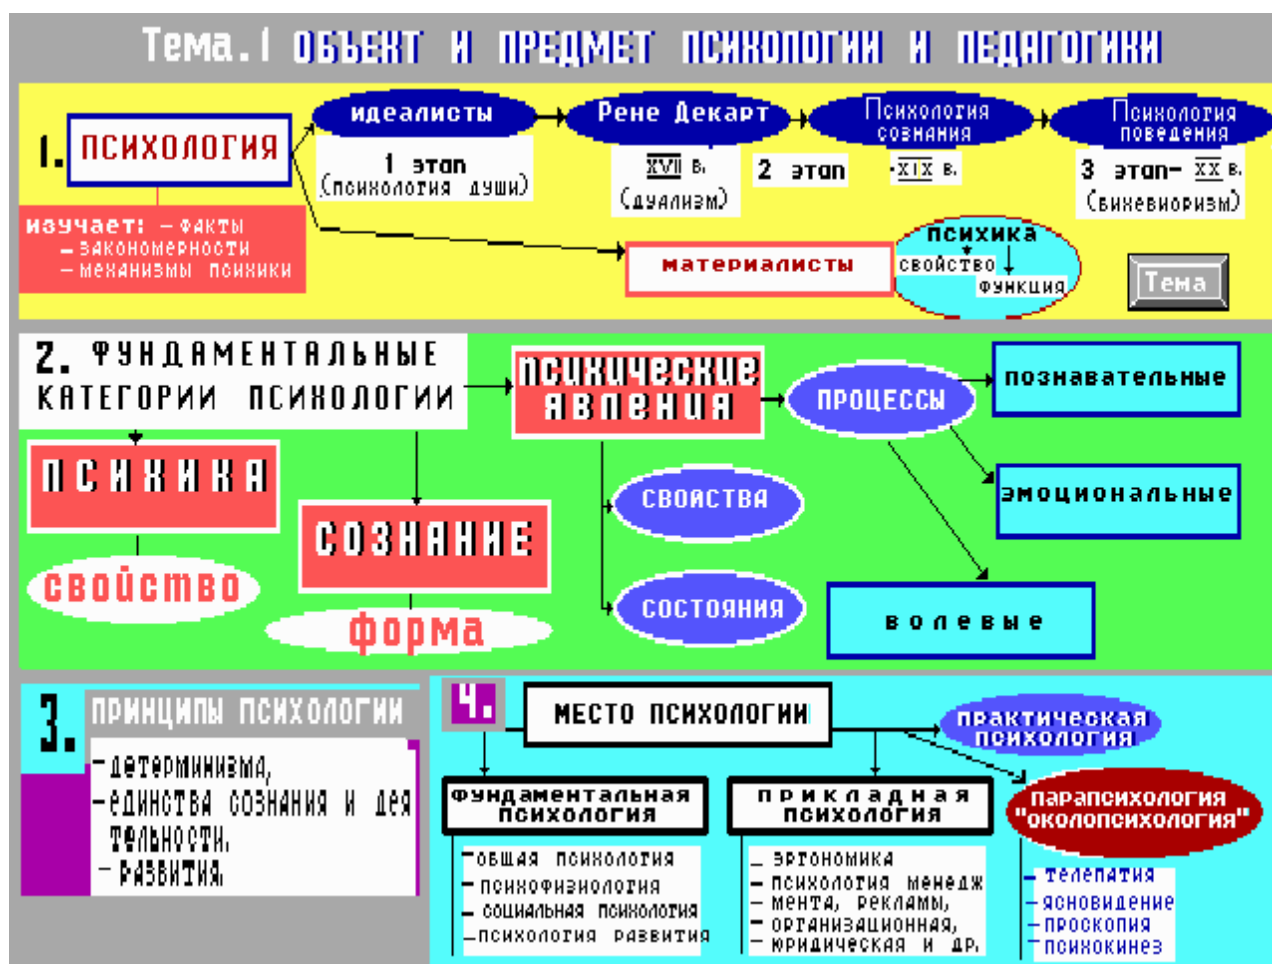 Тема.1 ОБЪЕКТ И ПРЕДМЕТ ПСИХОЛОГИИ И ПЕДАГОГИКИ
1. ПСИХОЛОГИЯ
изучает: – ФАКТЫ
– ЗАКОНОМЕРНОСТИ
– МЕХАНИЗМЫ ПСИХИКИ
идеалисты
1 этап
(ПСИХОЛОГИЯ ДУШИ)
Рене Декарт
XVII В.
(ДУАЛИЗМ)
2 этап
Психология
сознания
-XIX В.
Психология
поведения
3 этап– XX в.
(БИХЕВИОРИЗМ)
материалисты
психика
СВОЙСТВО
ФУНКЦИЯ
Тема
2. ФУНДАМЕНТАЛЬНЫЕ
КАТЕГОРИИ ПСИХОЛОГИИ
ПСИХИКА
свойство
СОЗНАНИЕ
форма
психические
явления
СВОЙСТВА
СОСТОЯНИЯ
ПРОЦЕССЫ
познавательные
эмоциональные
волевые
3. ПРИНЦИПЫ ПСИХОЛОГИИ
– ДЕТЕРМИНИЗМА,
– ЕДИНСТВА СОЗНАНИЯ И ДЕЯ
ТЕЛЬНОСТИ,
– РАЗВИТИЯ.
4.
МЕСТО ПСИХОЛОГИИ
ПРАКТИЧЕСКАЯ
ПСИХОЛОГИЯ
Фундаментальная
ПСИХОЛОГИЯ
– ОБЩАЯ ПСИХОЛОГИЯ
– ПСИХОФИЗИОЛОГИЯ
– СОЦИАЛЬНАЯ ПСИХОЛОГИЯ
– ПСИХОЛОГИЯ РАЗВИТИЯ
ПРИКЛАДНАЯ
ПСИХОЛОГИЯ
– ЭРГОНОМИКА
– ПСИХОЛОГИЯ МЕНЕДЖ
– МЕНТА, РЕКЛАМЫ,
– ОРГАНИЗАЦИОННАЯ,
– ЮРИДИЧЕСКАЯ И ДР.
ПАРАПСИХОЛОГИЯ
"ОКОЛОПСИХОЛОГИЯ"
– ТЕЛЕПАТИЯ
– ЯСНОВИДЕНИЕ
– ПРОСКОПИЯ
– ПСИХОКИНЕЗ